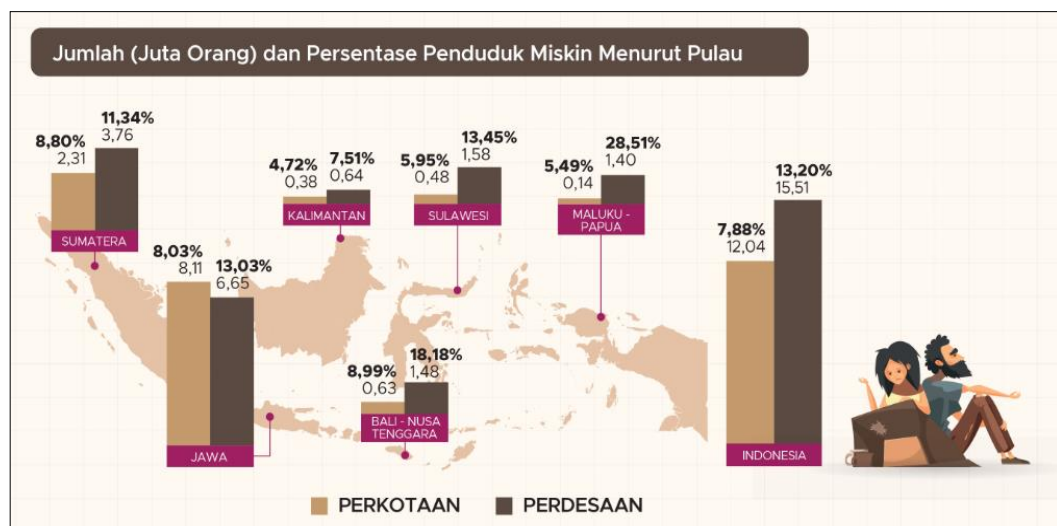 Jumlah (Juta Orang) dan Persentase Penduduk Miskin Menurut Pulau
8,80%
2,31
11,34%
3,76
SUMATERA
4,72%
0,38
7,51%
0,64
KALIMANTAN
5,95%
0,48
13,45%
1,58
SULAWESI
5,49%
0,14
28,51%
1,40
MALUKU -
PAPUA
7,88%
12,04
13,20%
15,51
INDONESIA
8,03%
8,11
13,03%
6,65
JAWA
8,99%
0,63
18,18%
1,48
BALI - NUSA
TENGGARA
PERKOTAAN
PERDESAAN